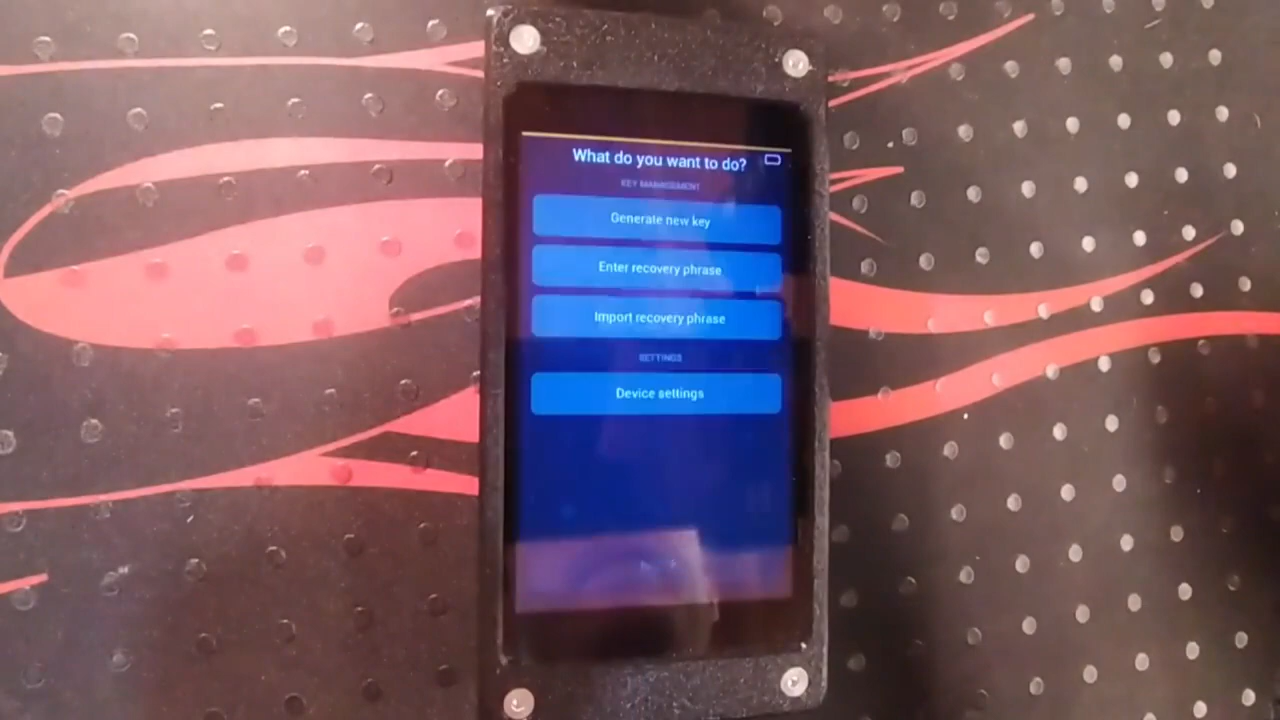 What do you want to do?
KEY MANAGEMENT
Generate new key
Enter recovery phrase
Import recovery phrase
SETTINGS
Device settings